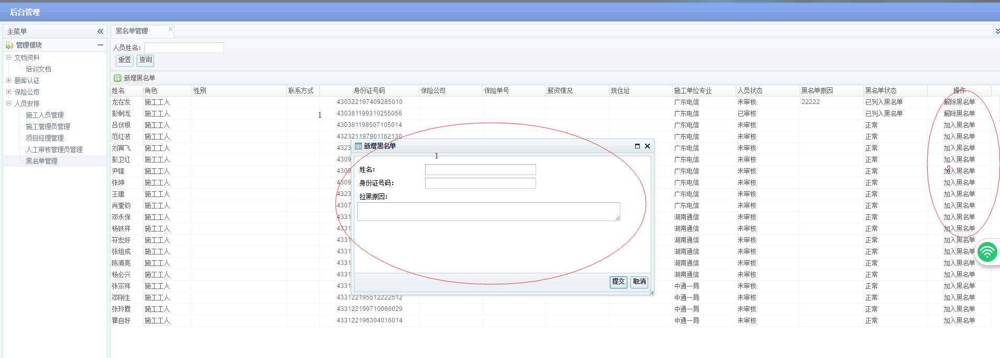 后台管理
主菜单
管理模块
文档资料
培训文档
题库认证
保险公司
人员安排
施工人员管理
施工管理员管理
项目经理管理
人工审核管理员管理
黑名单管理
黑名单管理
人员姓名：
重置 查询
新增黑名单
姓名 角色 性别 联系方式 身份证号码 保险公司 保险单号 薪资情况 现住址 施工单位专业 人员状态 黑名单原因 黑名单状态 操作
龙在发 施工工人 430322197409285010 广东电信 未审核 22222 已列入黑名单 解除黑名单
彭剩龙 施工工人 1 430381199310255056 广东电信 已审核 已列入黑名单 解除黑名单
吕伏根 施工工人 430381198507105014 广东电信 未审核 正常 加入黑名单
范红波 施工工人 432321197901162130 广东电信 未审核 正常 加入黑名单
刘寅飞 施工工人 4323 广东电信 未审核 正常 加入黑名单
彭卫红 施工工人 4309 广东电信 未审核 正常 加入黑名单
尹锋 施工工人 4309 广东电信 未审核 正常 2 加入黑名单
张坤 施工工人 4309 广东电信 未审核 正常 加入黑名单
王建 施工工人 4323 广东电信 未审核 正常 加入黑名单
肖奎钧 施工工人 4307 广东电信 未审核 正常 加入黑名单
邓永保 施工工人 4331 湖南通信 未审核 正常 加入黑名单
杨铁祥 施工工人 4331 湖南通信 未审核 正常 加入黑名单
符宏好 施工工人 4331 湖南通信 未审核 正常 加入黑名单
张组成 施工工人 4331 湖南通信 未审核 正常 加入黑名单
陈清亮 施工工人 4331 湖南通信 未审核 正常 加入黑名单
杨必兴 施工工人 4331 湖南通信 未审核 正常 加入黑名单
张宗祥 施工工人 4331 中通一局 未审核 正常 加入黑名单
邓刚生 施工工人 433122195512222512 中通一局 未审核 正常 加入黑名单
张玲霞 施工工人 433122199710066029 中通一局 未审核 正常 加入黑名单
瞿自好 施工工人 433122196304016014 中通一局 未审核 正常 加入黑名单
新增黑名单
1
姓名：
身份证号码：
拉黑原因：
提交 取消